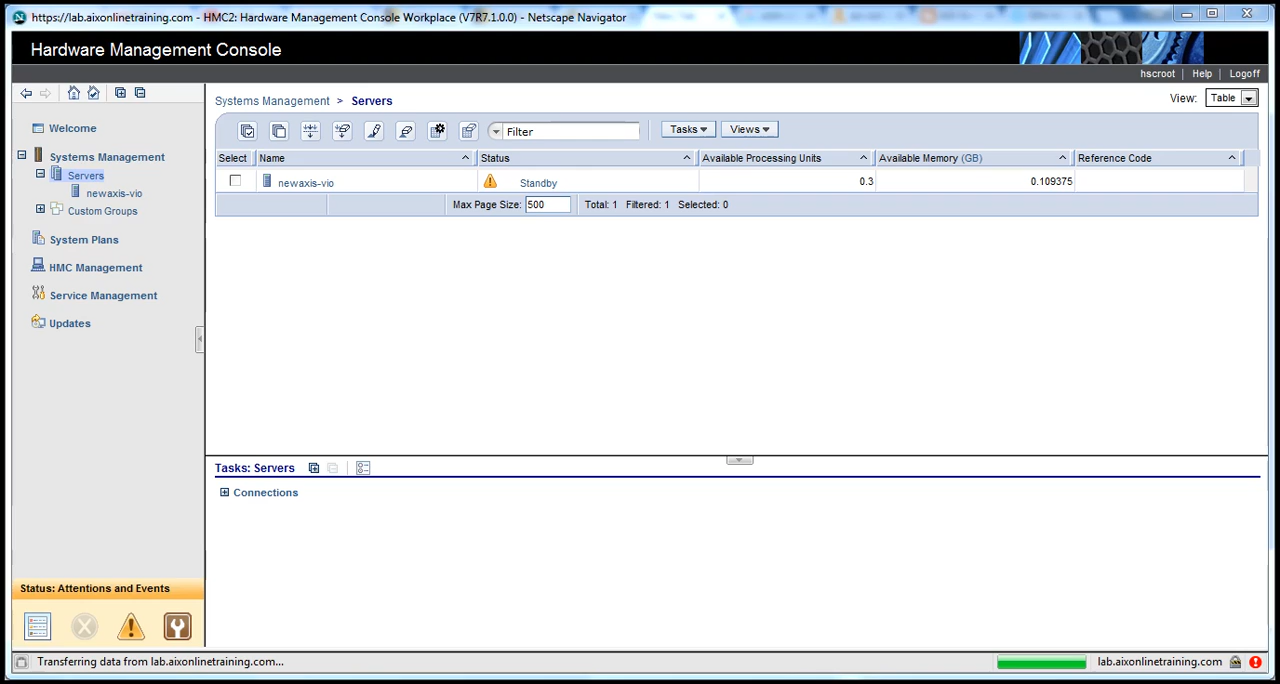 https://lab.aixonlinetraining.com - HMC2: Hardware Management Console Workplace (V7R7.1.0.0) - Netscape Navigator
Hardware Management Console
hscroot | Help | Logoff
Systems Management > Servers
View: Table
Welcome
Systems Management
Servers
newaxis-vio
Custom Groups
System Plans
HMC Management
Service Management
Updates
Filter
Tasks
Views
Select Name Status Available Processing Units Available Memory (GB) Reference Code
newaxis-vio Standby 0.3 0.109375
Max Page Size: 500 Total: 1 Filtered: 1 Selected: 0
Tasks: Servers
Connections
Status: Attentions and Events
Transferring data from lab.aixonlinetraining.com...
lab.aixonlinetraining.com